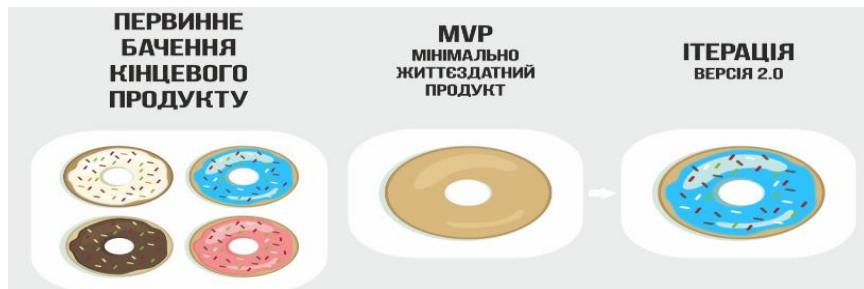 ПЕРВИННЕ
БАЧЕННЯ
КІНЦЕВОГО
ПРОДУКТУ
MVP
МІНІМАЛЬНО
ЖИТТЄЗДАТНИЙ
ПРОДУКТ
ІТЕРАЦІЯ
ВЕРСІЯ 2.0